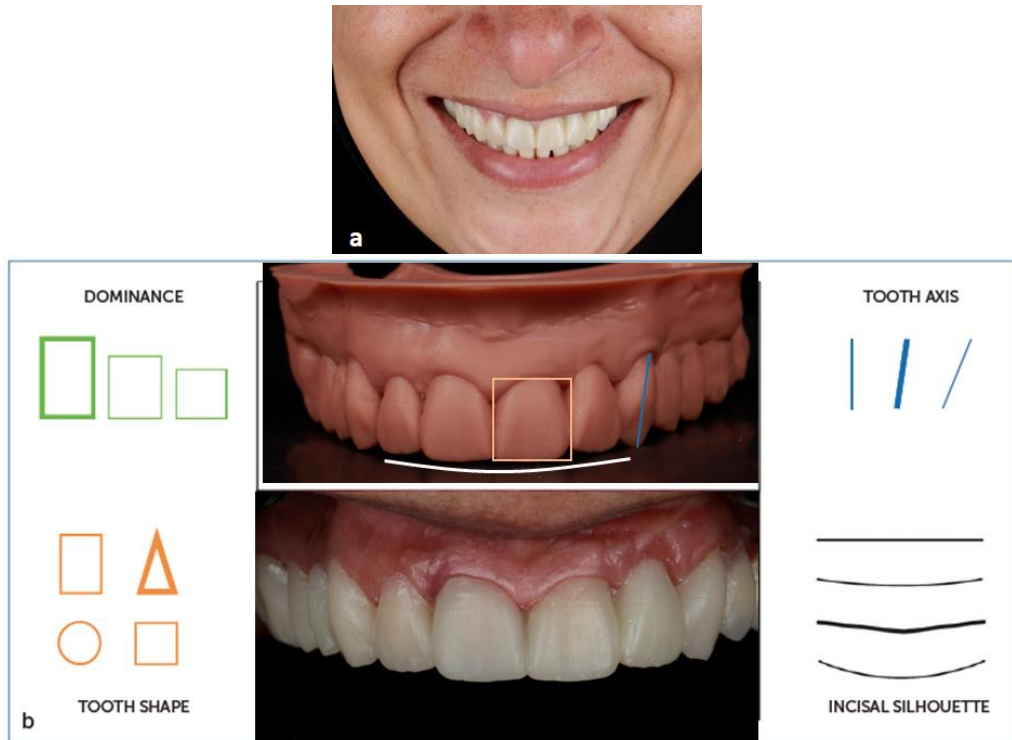 a
DOMINANCE
TOOTH AXIS
TOOTH SHAPE
INCISAL SILHOUETTE
b